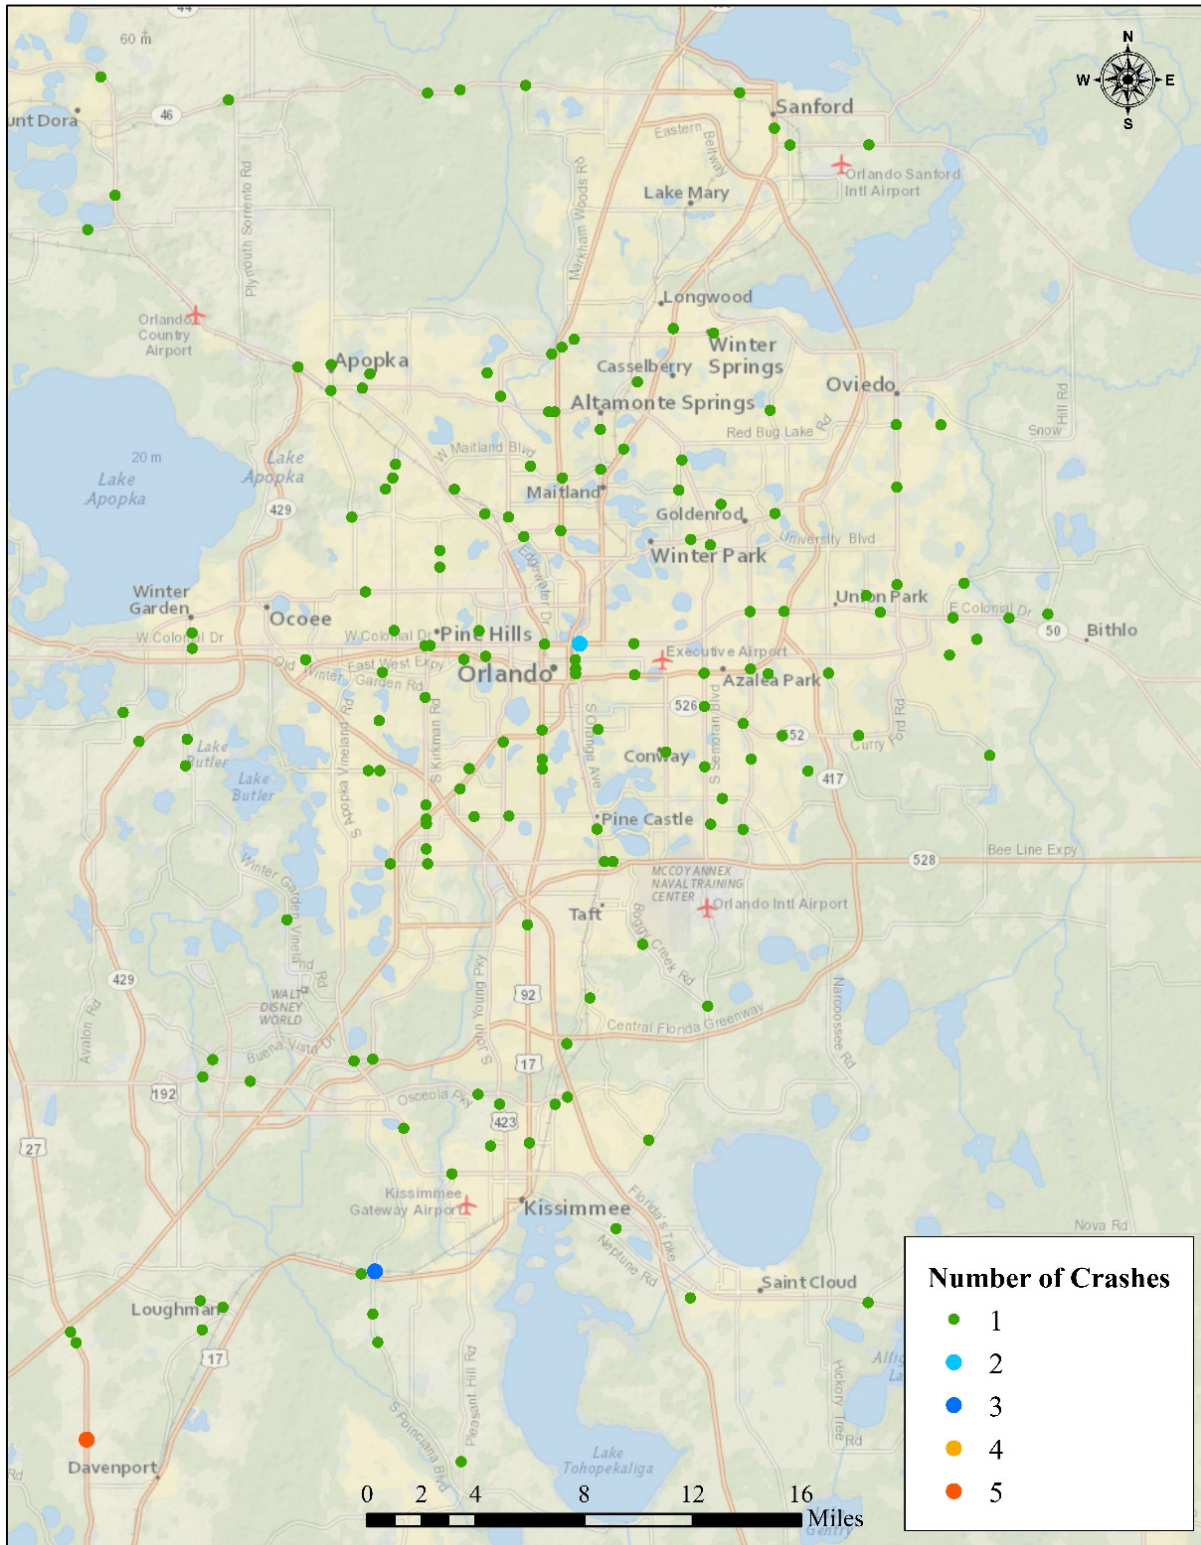 44
60 m
N
W E
S
Sanford
unt Dora
46
Eastern
Beltway
Orlando Sanford
Intl Airport
Lake Mary
Plymouth Sorrento Rd
Markham Woods Rd
Longwood
Orlando
Country
Airport
Winter
Springs
Apopka
Casselberry
Oviedo
Altamonte Springs
Snow
Hill Rd
Red Bug Lake Rd
W Maitland Blvd
20 m
Lake
Apopka
Lake
Apopka
Maitland
429
Goldenrod
University Blvd
Winter Park
Edgewater Dr
Winter
Garden
Union Park
Ocoee
E Colonial Dr
W Colonial Dr
W Colonial Dr
Pine Hills
50
Bithlo
Executive Airport
Old Winter Garden Rd
East West Expy
Orlando
Azalea Park
526
S Orange Ave
S Semoran Blvd
S Kirkman Rd
S Apopka Vineland Rd
552
Curry Ford Rd
Lake
Butler
Conway
417
Lake
Butler
Pine Castle
Bee Line Expy
528
Winter Garden Vineland Rd
MCCOY ANNEX
NAVAL TRAINING
CENTER
Orlando Intl Airport
Taft
Boggy Creek Rd
429
WALT
DISNEY
WORLD
92
S John Young Pky
Narcoossee Rd
Avalon Rd
Central Florida Greenway
Buena Vista Dr
17
192
Osceola Pky
423
27
Kissimmee
Gateway Airport
Kissimmee
Florida's Tpke
Neptune Rd
Nova Rd
Number of Crashes
Saint Cloud
Loughman
1
17
2
Pleasant Hill Rd
Hickory Tree
Rd
3
S Poinciana Blvd
4
Rd
Davenport
Lake
Tohopekaliga
5
0 2 4 8 12 16
Miles
Gentry